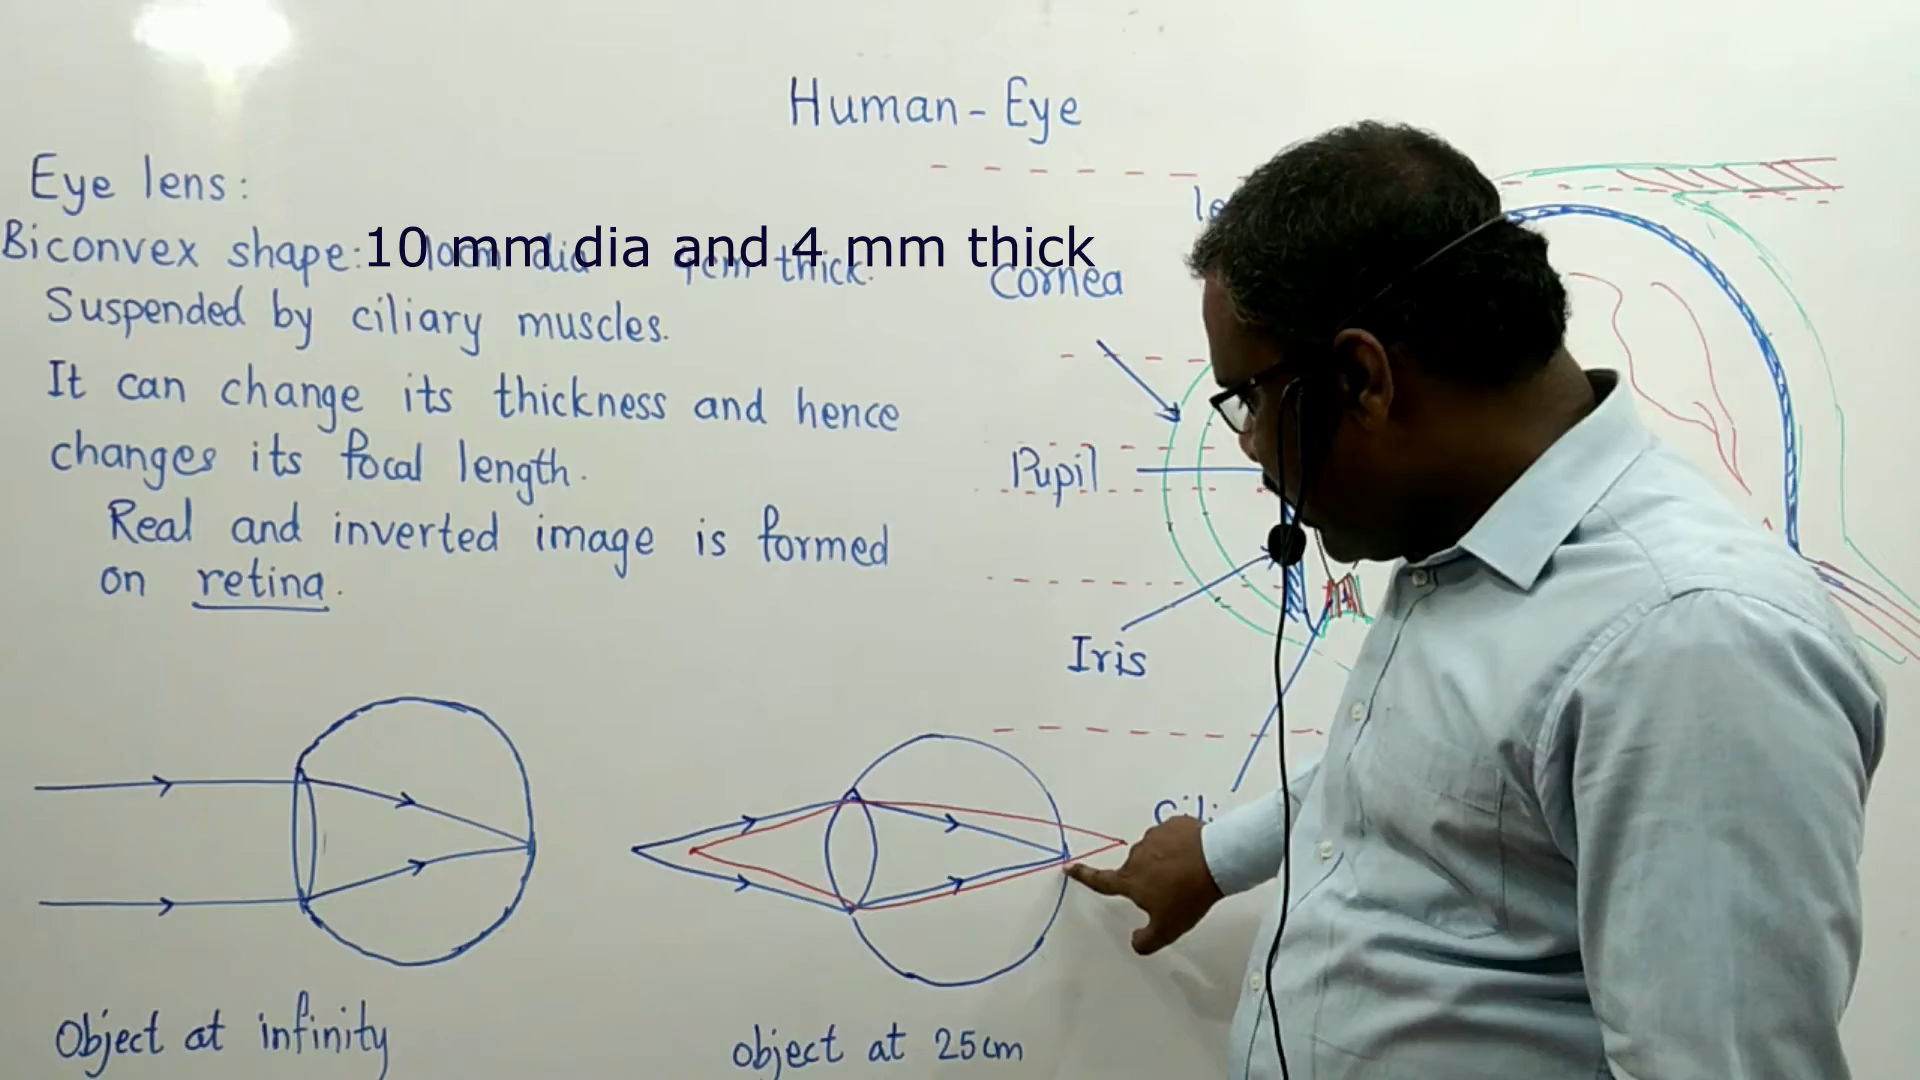 Human - Eye
Eye lens:
Biconvex shape: 10 mm dia and 4 mm thick
Suspended by ciliary muscles.
It can change its thickness and hence
changes its focal length.
Real and inverted image is formed
on retina.
le
Cornea
Pupil
Iris
Cili
Object at infinity
object at 25cm